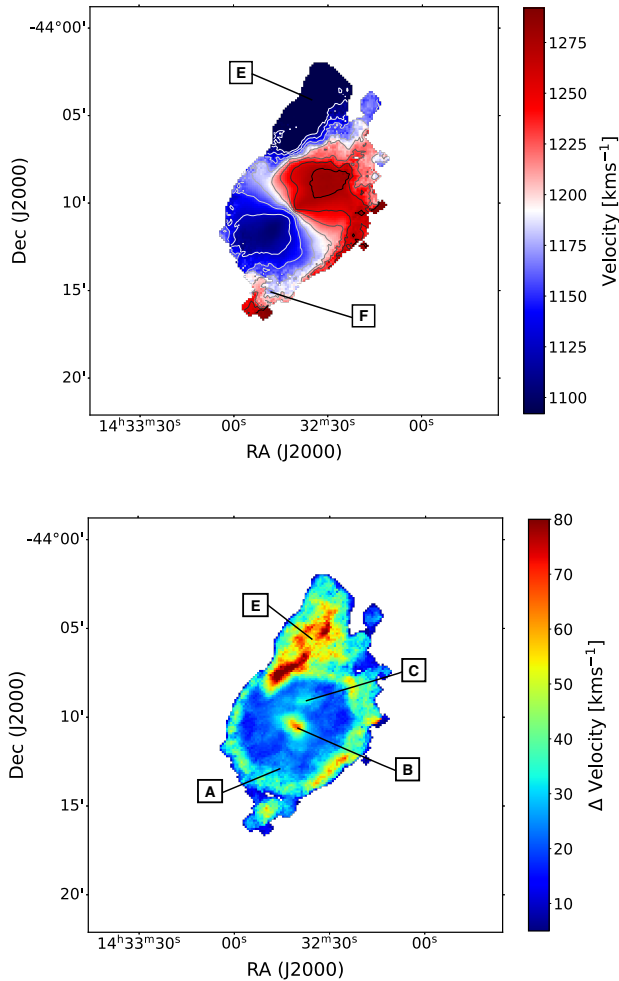 -44°00'
05'
10'
15'
20'
Dec (J2000)
14ʰ33ᵐ30ˢ
00ˢ
32ᵐ30ˢ
00ˢ
RA (J2000)
E
F
1275
1250
1225
1200
1175
1150
1125
1100
Velocity [kms⁻¹]
-44°00'
05'
10'
15'
20'
Dec (J2000)
14ʰ33ᵐ30ˢ
00ˢ
32ᵐ30ˢ
00ˢ
RA (J2000)
E
C
B
A
80
70
60
50
40
30
20
10
Δ Velocity [kms⁻¹]